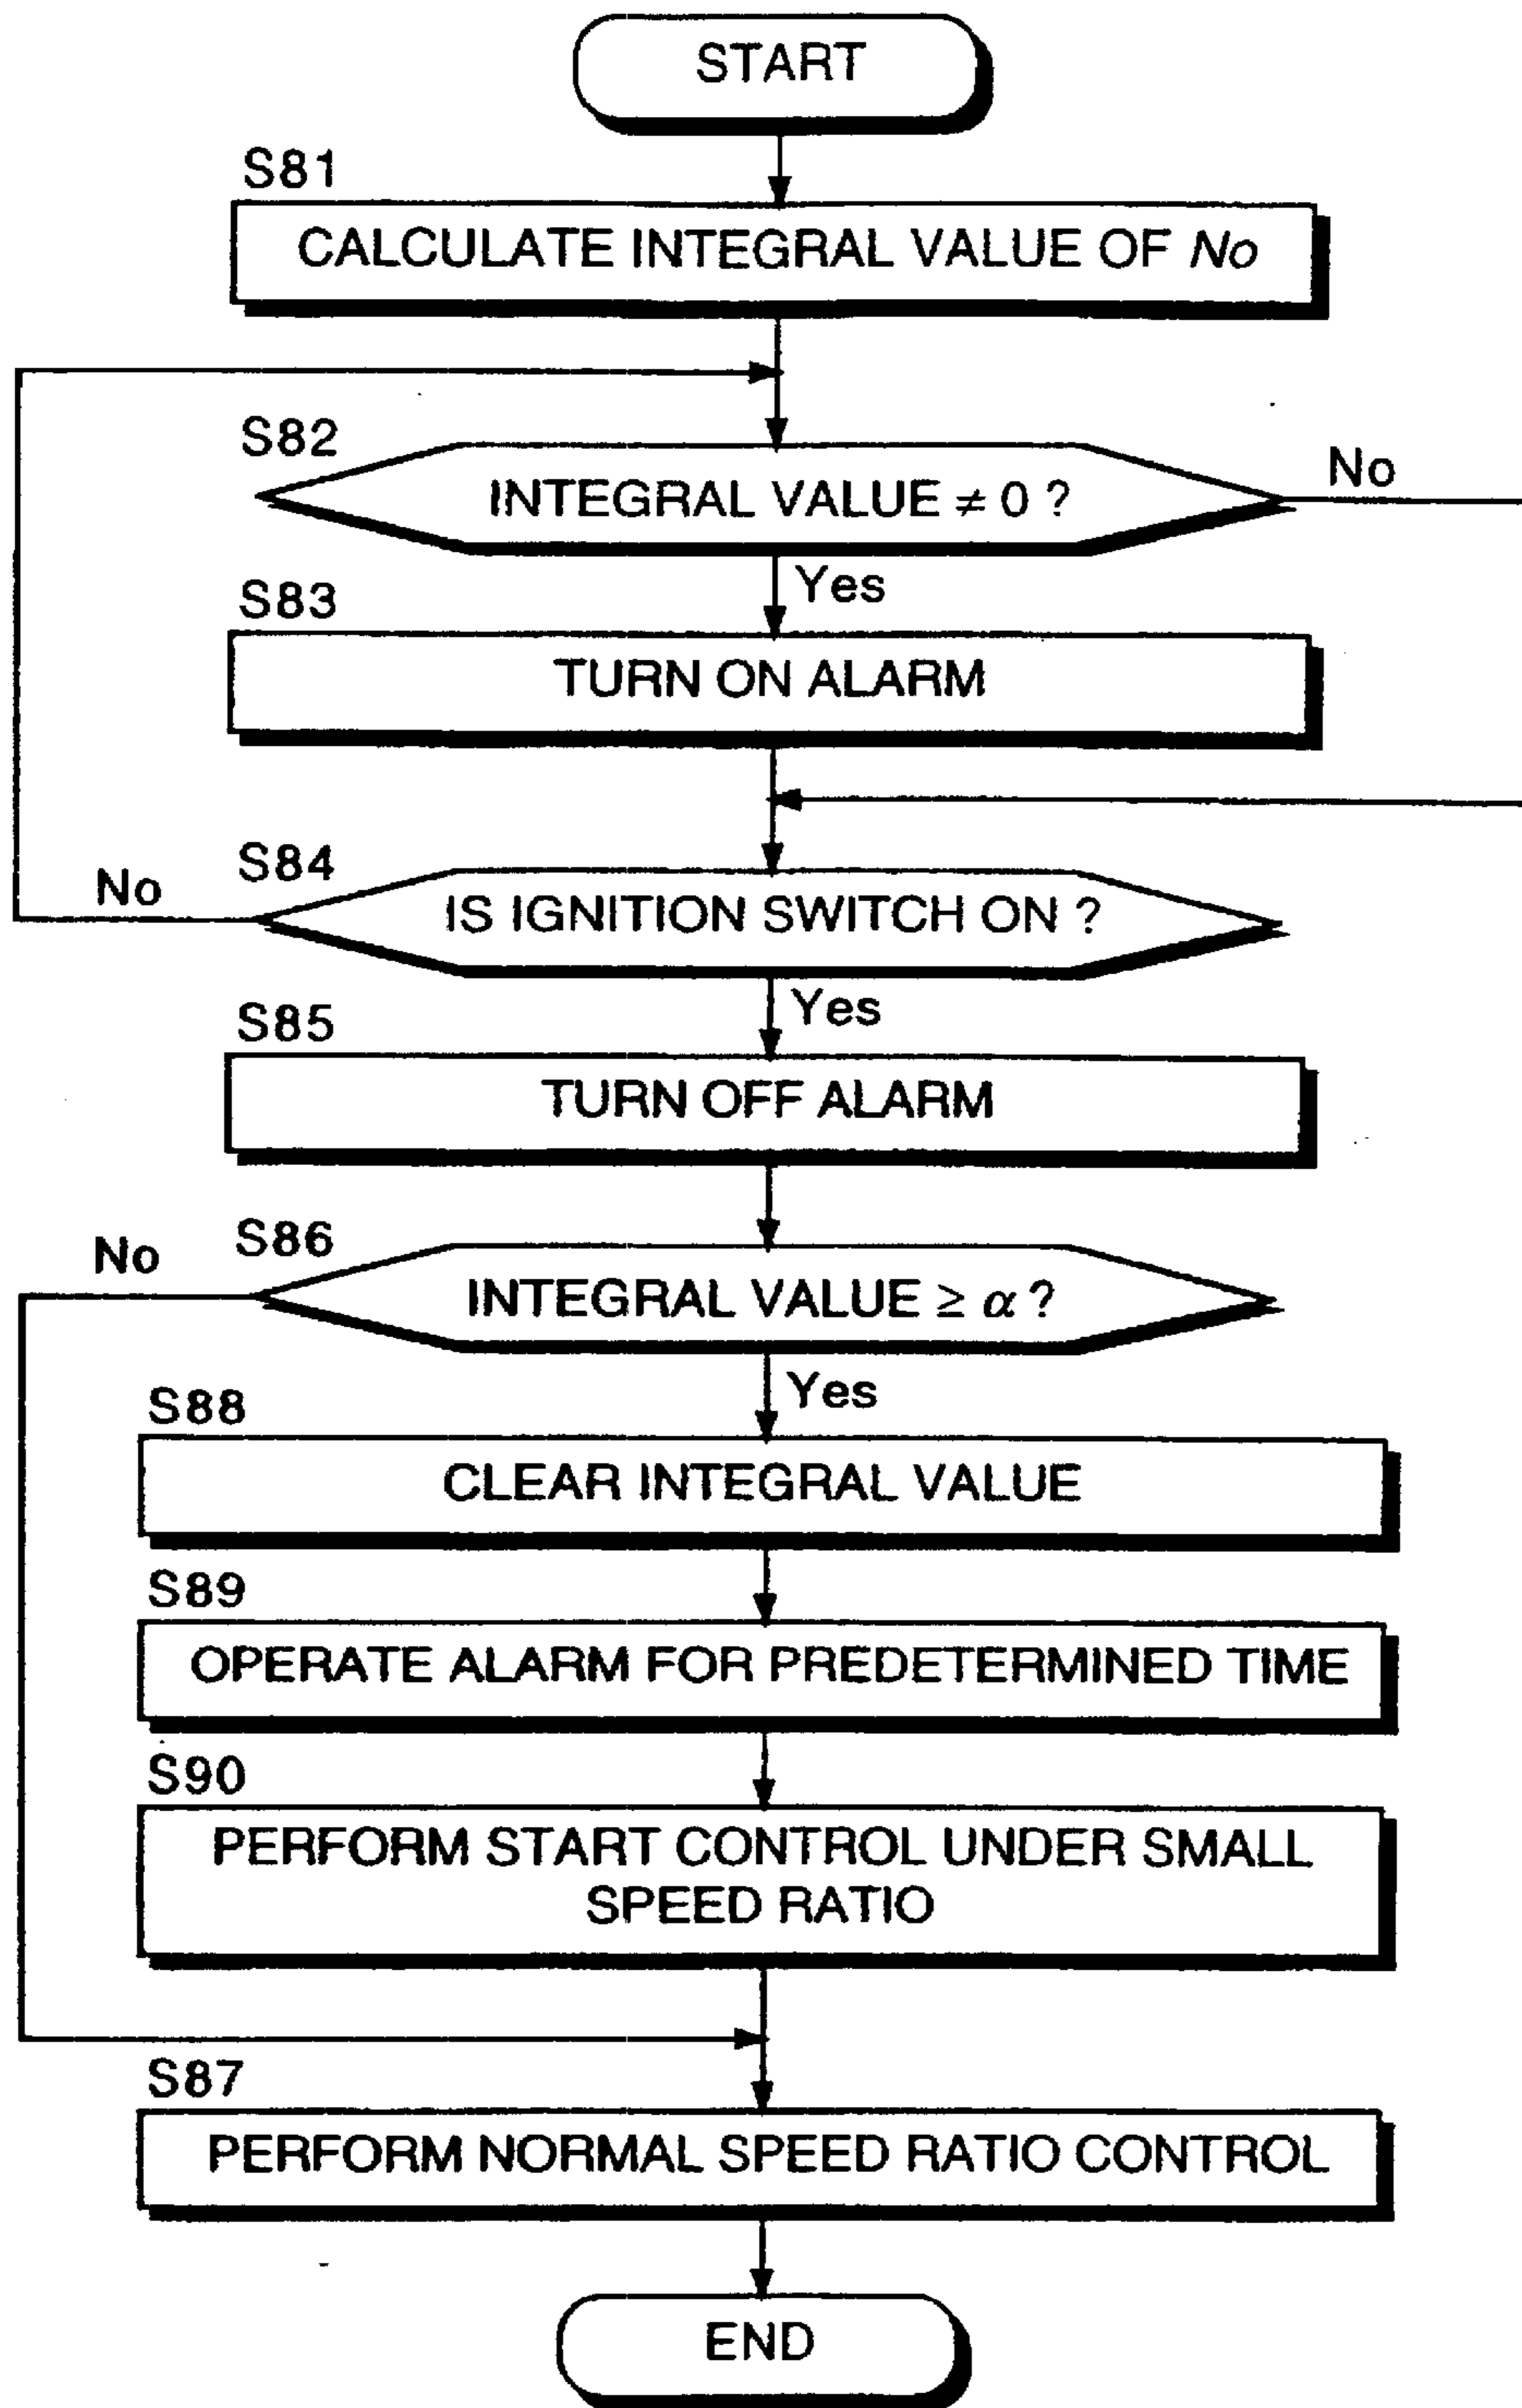 START
S81
CALCULATE INTEGRAL VALUE OF No
S82
INTEGRAL VALUE ≠ 0 ?
No
Yes
S83
TURN ON ALARM
S84
No
IS IGNITION SWITCH ON ?
Yes
S85
TURN OFF ALARM
S86
No
INTEGRAL VALUE ≥ α ?
Yes
S88
CLEAR INTEGRAL VALUE
S89
OPERATE ALARM FOR PREDETERMINED TIME
S90
PERFORM START CONTROL UNDER SMALL
SPEED RATIO
S87
PERFORM NORMAL SPEED RATIO CONTROL
END